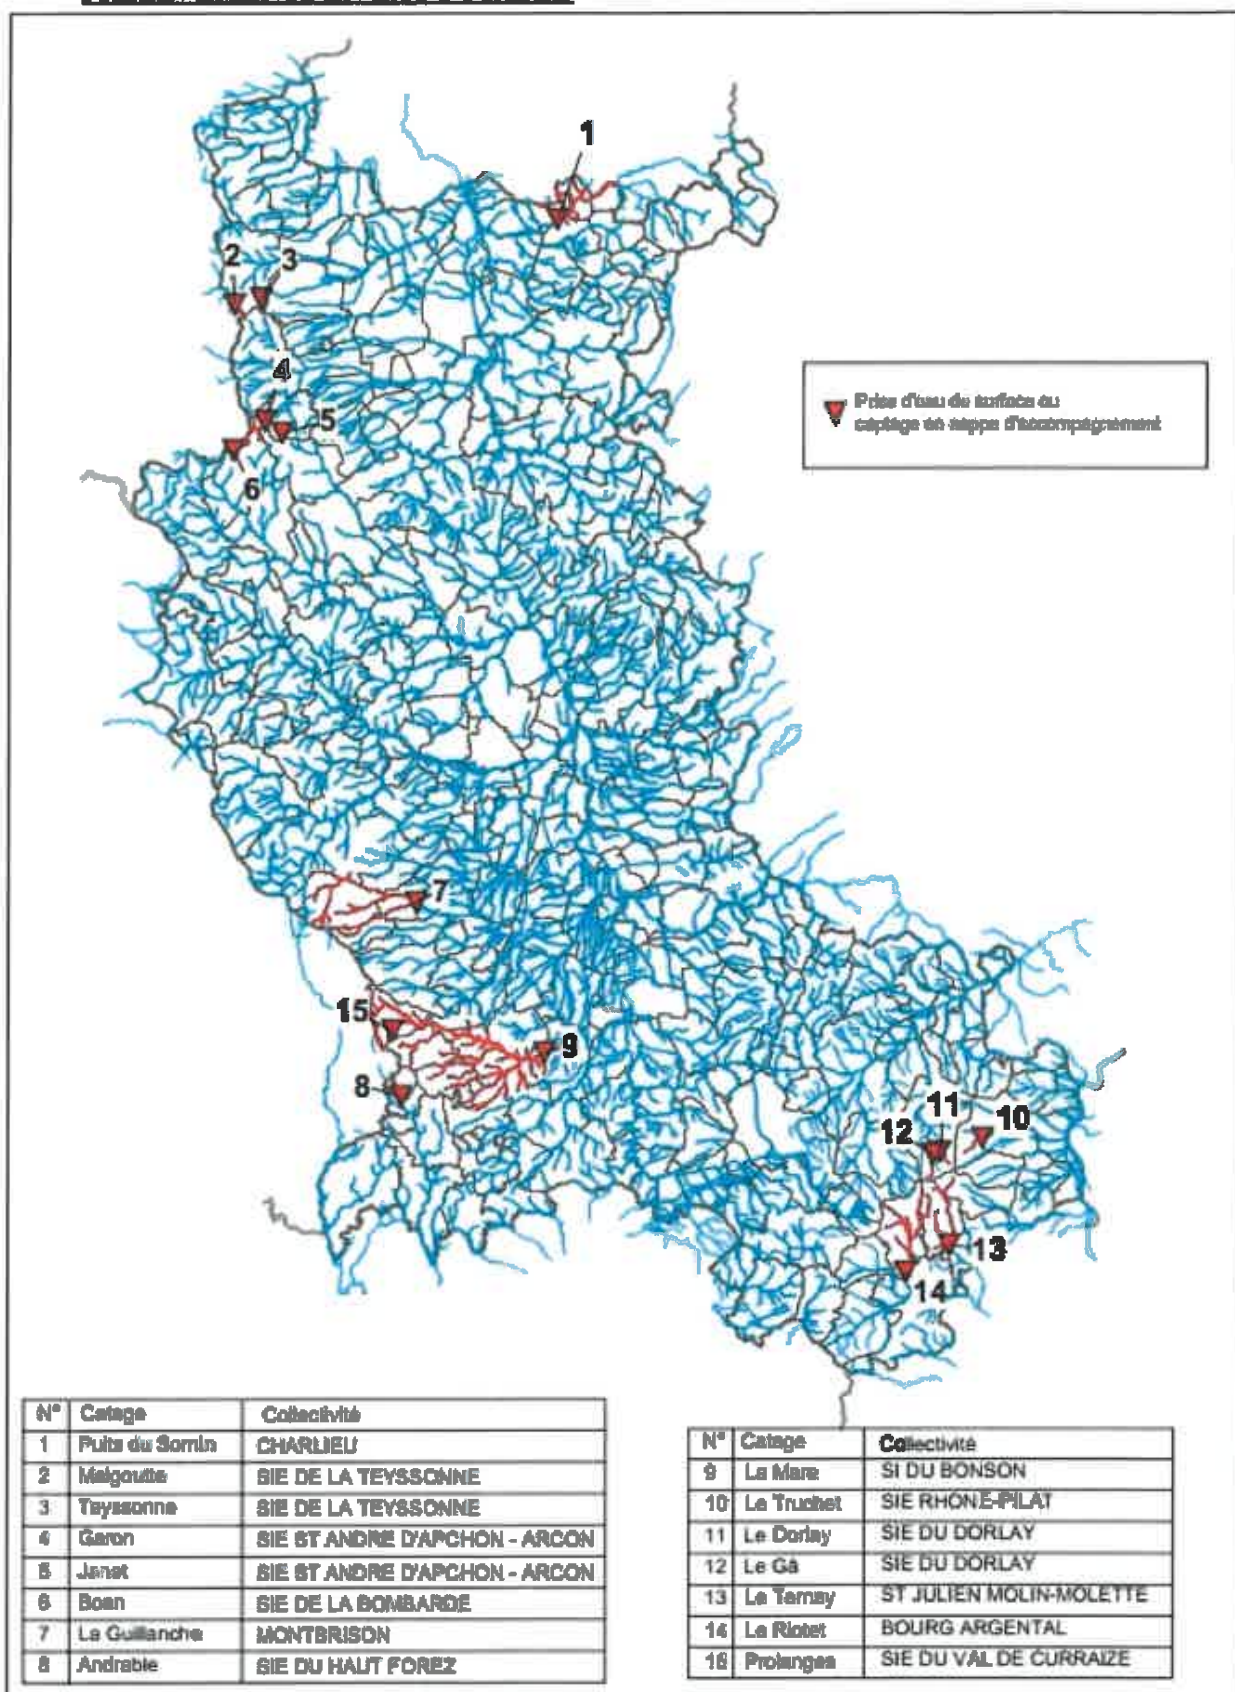 1
2
3
4
5
6
Prise d'eau de surface ou
captage en nappe d'accompagnement
7
15
9
8
11
10
12
13
14
N° Catage Collectivité
1 Puits du Sornin CHARLIEU
2 Malgoutte SIE DE LA TEYSSONNE
3 Teyssonne SIE DE LA TEYSSONNE
4 Garon SIE ST ANDRE D'APCHON - ARCON
5 Janet SIE ST ANDRE D'APCHON - ARCON
6 Boen SIE DE LA BOMBARDE
7 La Guillanche MONTBRISON
8 Andrable SIE DU HAUT FOREZ
N° Catage Collectivité
9 La Mare SI DU BONSON
10 Le Truchet SIE RHONE-PILAT
11 Le Dorlay SIE DU DORLAY
12 Le Gâ SIE DU DORLAY
13 Le Ternay ST JULIEN MOLIN-MOLETTE
14 Le Riotet BOURG ARGENTAL
15 Prolanges SIE DU VAL DE CURRAIZE